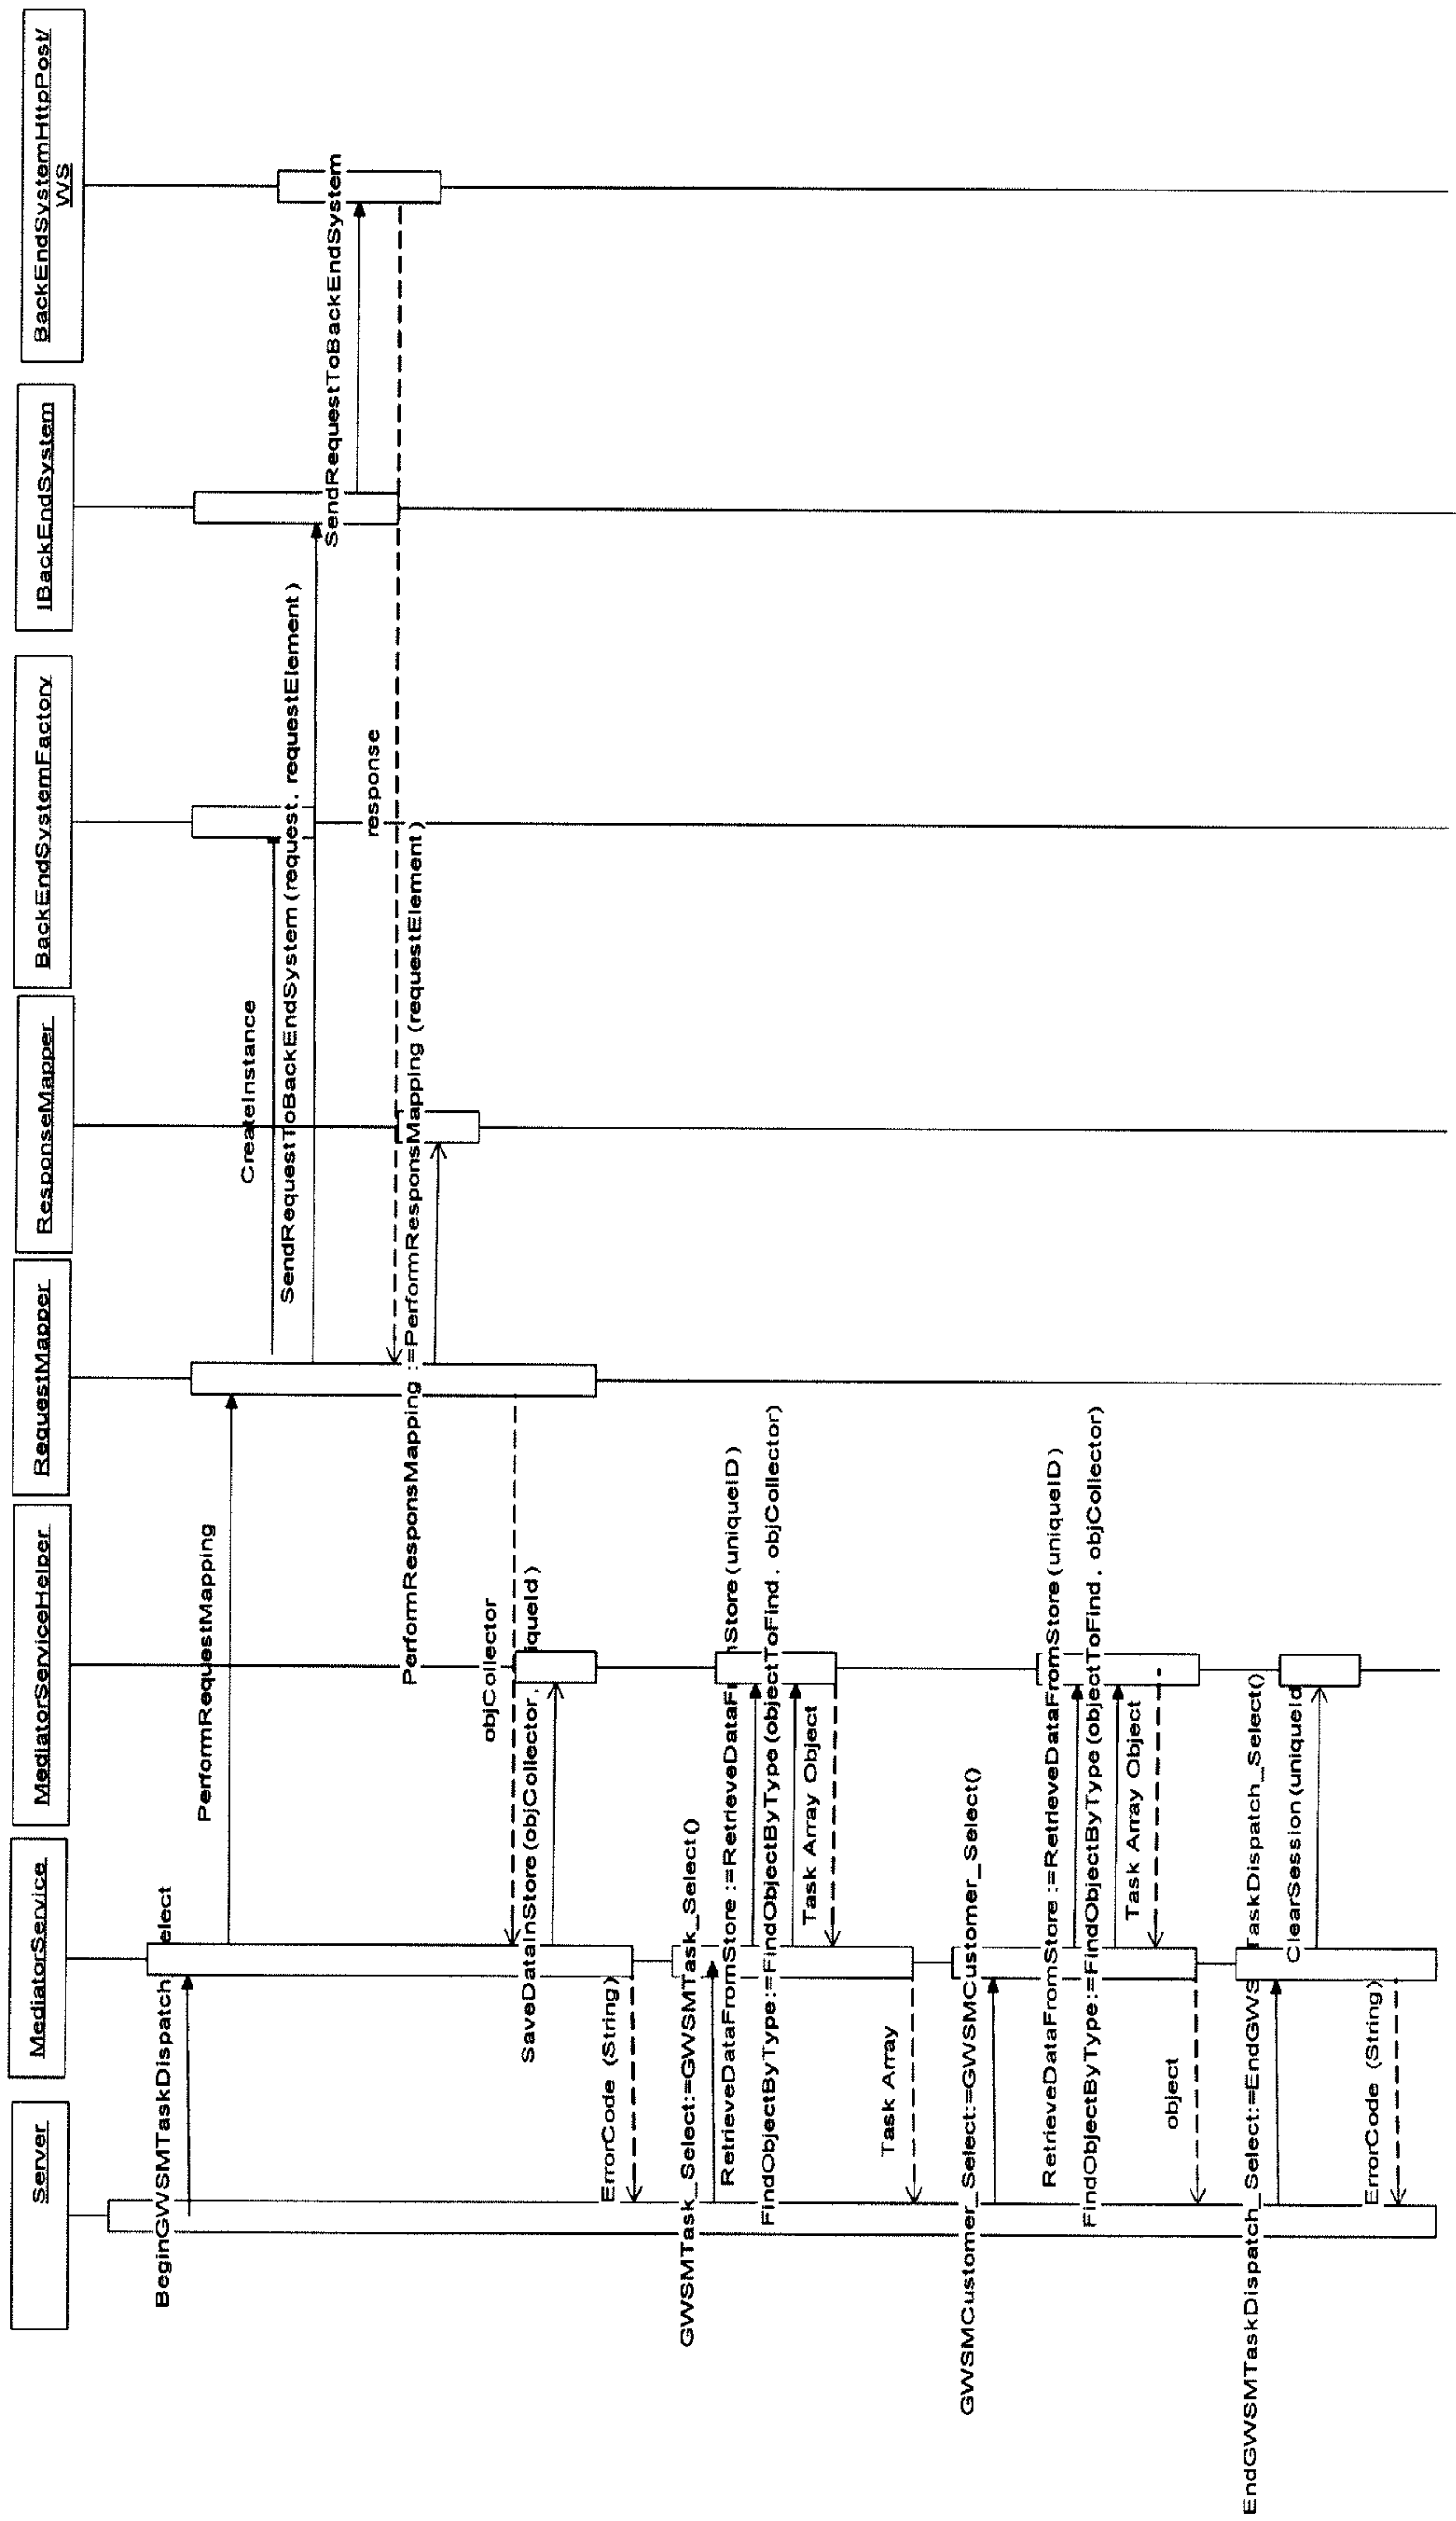 Server
MediatorService
MediatorServiceHelper
RequestMapper
ResponseMapper
BackEndSystemFactory
IBackEndSystem
BackEndSystemHttpPost/
WS
BeginGWSMTaskDispatch elect
PerformRequestMapping
CreateInstance
SendRequestToBackEndSystem (request, requestElement)
SendRequestToBackEndSystem
response
PerformResponsMapping :=PerformResponsMapping (requestElement)
objCollector
SaveDataInStore (objCollector, iqueId)
ErrorCode (String)
GWSMTask_Select:=GWSMTask_Select()
RetrieveDataFromStore :=RetrieveDataFr nStore (uniqueID)
FindObjectByType:=FindObjectByType (objectToFind, objCollector)
Task Array Object
Task Array
GWSMCustomer_Select:=GWSMCustomer_Select()
RetrieveDataFromStore :=RetrieveDataFromStore (uniqueID)
FindObjectByType:=FindObjectByType (objectToFind, objCollector)
Task Array Object
object
EndGWSMTaskDispatch_Select:=EndGWS TaskDispatch_Select()
ClearSession (uniqueId
ErrorCode (String)